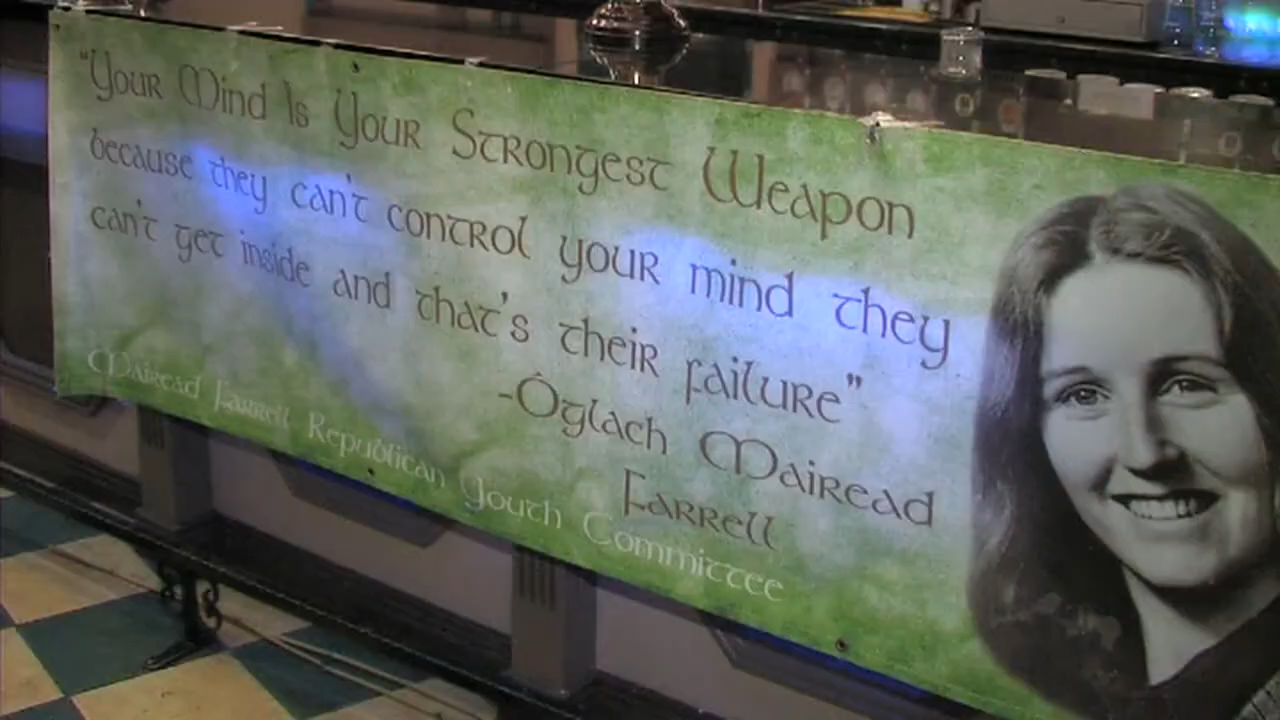 "Your Mind Is Your Strongest Weapon
because they can't control your mind they
can't get inside and that's their failure"
-Óglach Mairead
Farrell
Mairead Farrell Republican Youth Committee